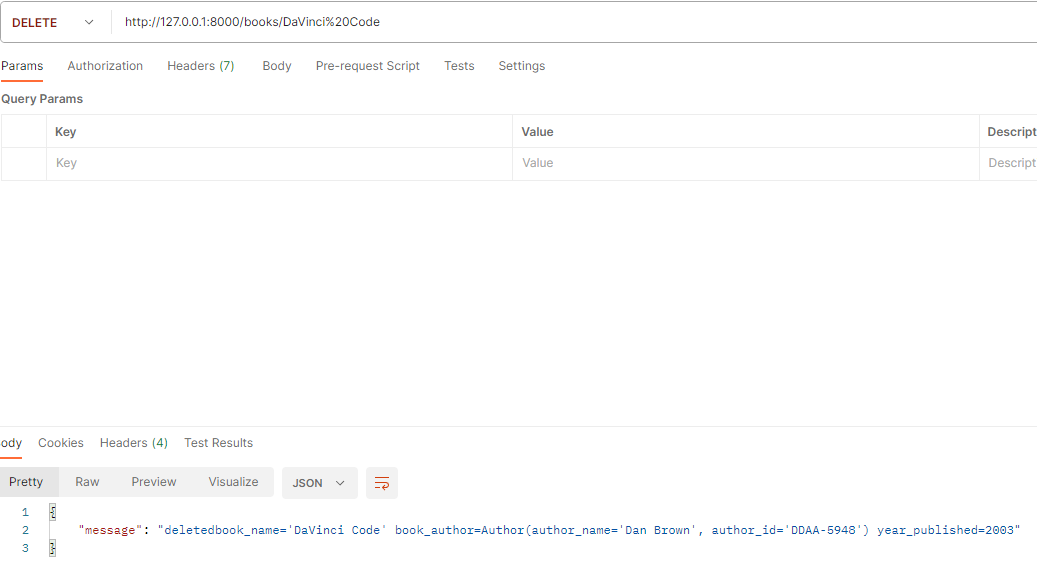 DELETE http://127.0.0.1:8000/books/DaVinci%20Code
Params Authorization Headers (7) Body Pre-request Script Tests Settings
Query Params
Key Value Descript
Key Value Descript
ody Cookies Headers (4) Test Results
Pretty Raw Preview Visualize JSON
1 {
2 "message": "deletedbook_name='DaVinci Code' book_author=Author(author_name='Dan Brown', author_id='DDAA-5948') year_published=2003"
3 }